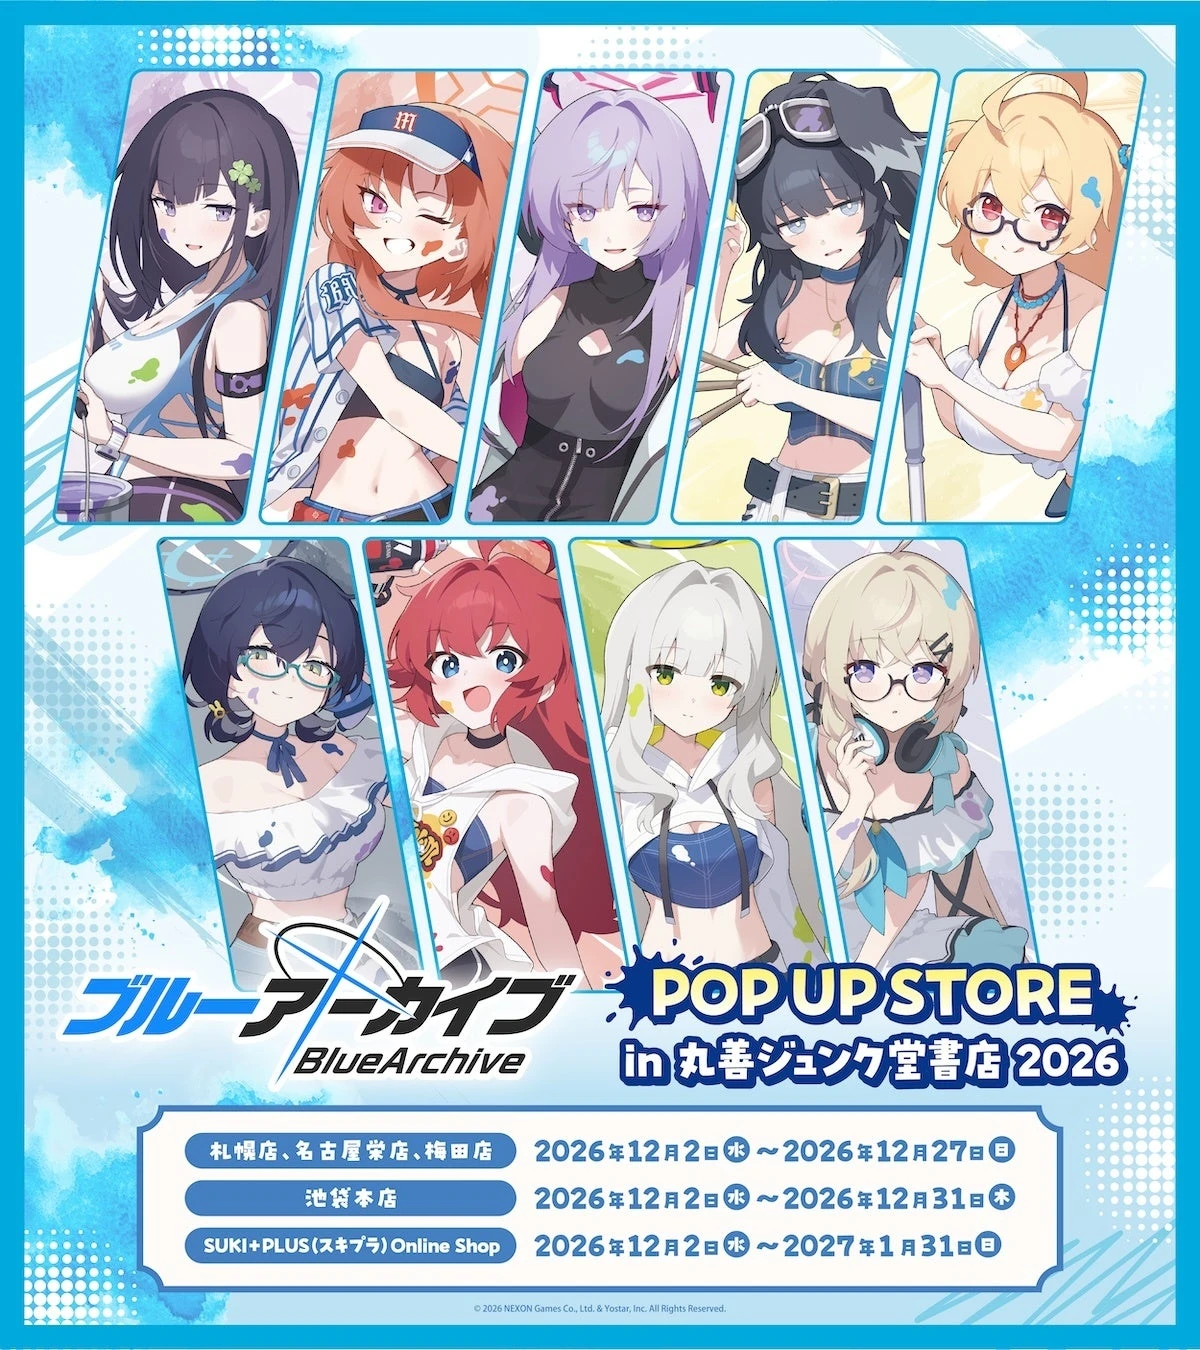 ブルーアーカイブ
BlueArchive
POP UP STORE
in 丸善ジュンク堂書店 2026
札幌店、名古屋栄店、梅田店 2026年12月2日水～2026年12月27日日
池袋本店 2026年12月2日水～2026年12月31日木
SUKI+PLUS(スキプラ)Online Shop 2026年12月2日水～2027年1月31日日
© 2026 NEXON Games Co., Ltd. & Yostar, Inc. All Rights Reserved.